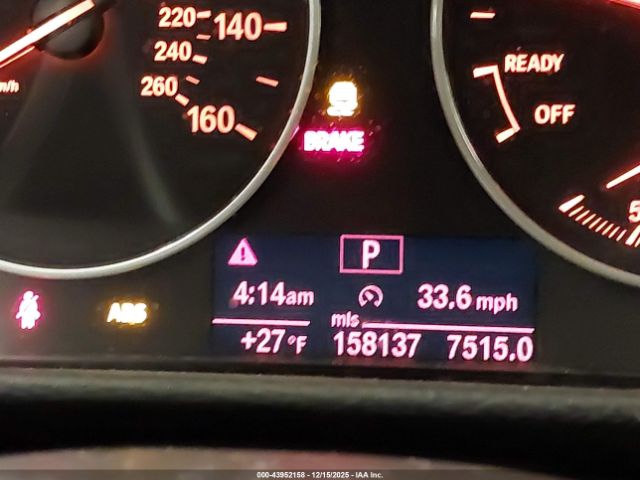 220 140
240
260
160
m/h
READY
OFF
5
BRAKE
P
4:14am 33.6 mph
ABS
mls
+27°F 158137 7515.0
000-43952158 - 12/15/2025 - IAA Inc.